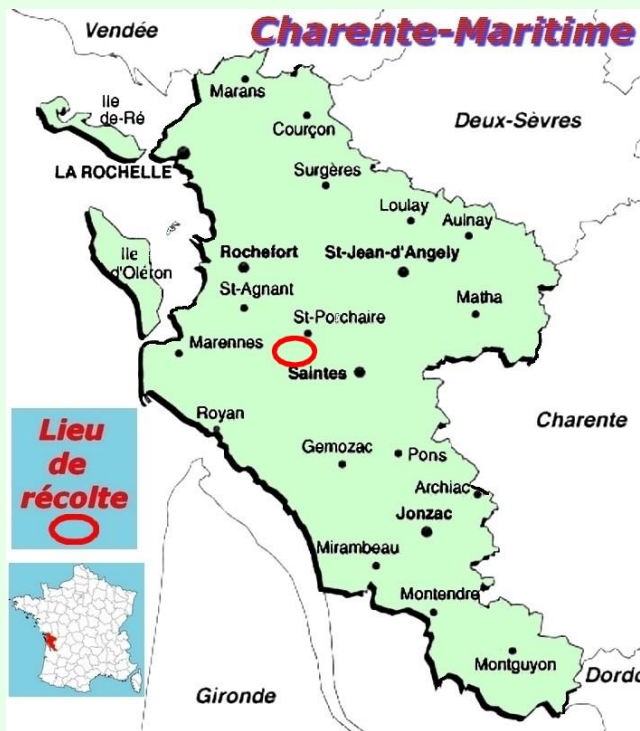 Vendée
Charente-Maritime
Marans
Ile
de-Ré
Courçon
Deux-Sèvres
LA ROCHELLE
Surgères
Loulay
Aulnay
Ile
d'Oléron
Rochefort
St-Jean-d'Angely
St-Agnant
Matha
St-Porchaire
Marennes
Saintes
Royan
Charente
Lieu
de
récolte
Gemozac
Pons
Archiac
Jonzac
Mirambeau
Montendre
Montguyon
Dordo
Gironde